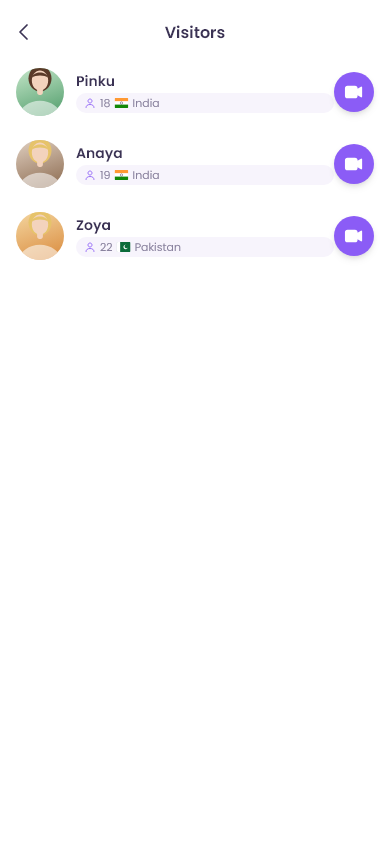 Visitors
Pinku
18 India
Anaya
19 India
Zoya
22 Pakistan